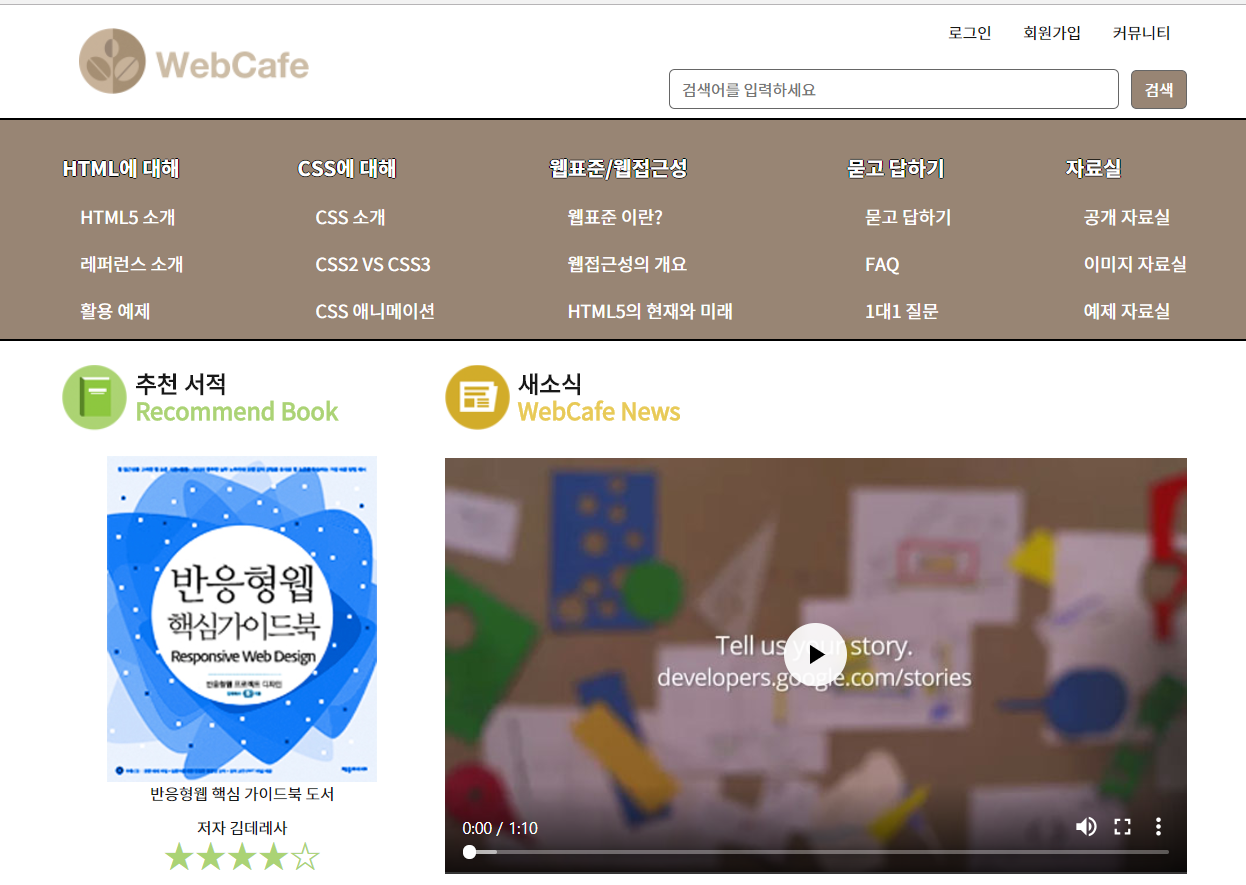 로그인 회원가입 커뮤니티
WebCafe
검색어를 입력하세요 검색
HTML에 대해 CSS에 대해 웹표준/웹접근성 묻고 답하기 자료실
HTML5 소개 CSS 소개 웹표준 이란? 묻고 답하기 공개 자료실
레퍼런스 소개 CSS2 VS CSS3 웹접근성의 개요 FAQ 이미지 자료실
활용 예제 CSS 애니메이션 HTML5의 현재와 미래 1대1 질문 예제 자료실
추천 서적
Recommend Book
반응형웹
핵심가이드북
Responsive Web Design
반응형웹 핵심 가이드북 도서
저자 김데레사
★★★★☆
새소식
WebCafe News
Tell us your story.
developers.google.com/stories
0:00 / 1:10